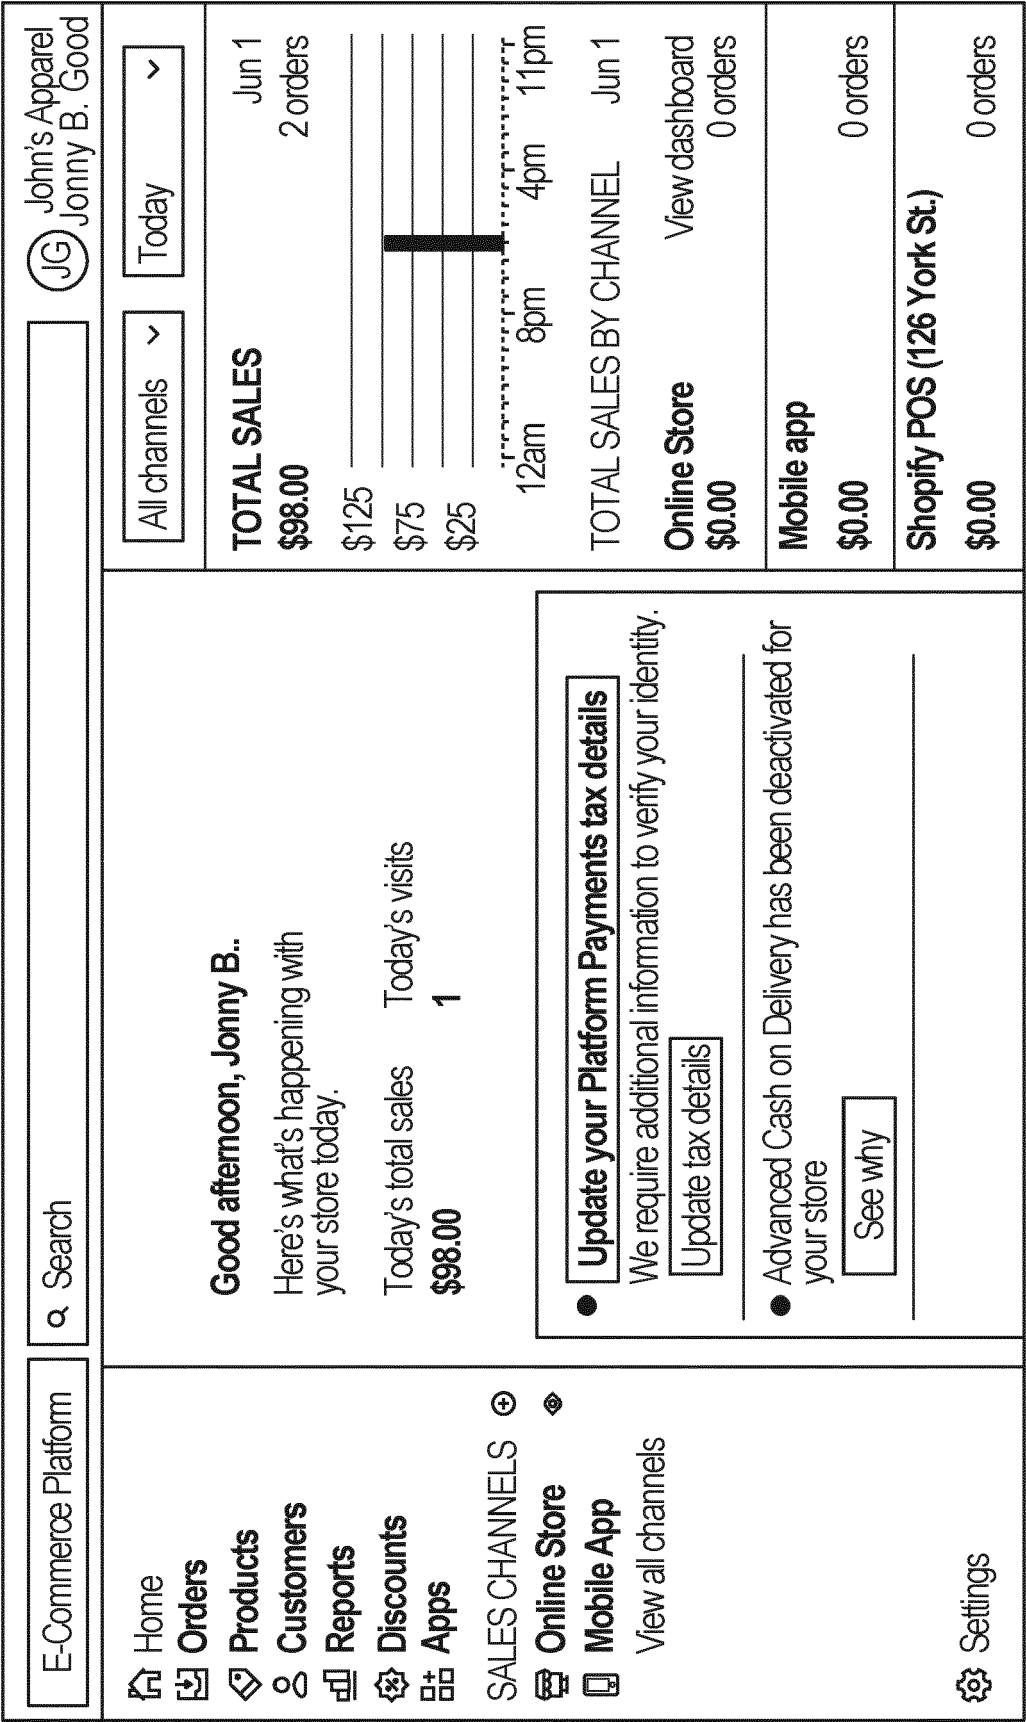 E-Commerce Platform
Search
JG
John's Apparel
Jonny B. Good
Home
Orders
Products
Customers
Reports
Discounts
Apps
SALES CHANNELS
Online Store
Mobile App
View all channels
Settings
Good afternoon, Jonny B..
Here's what's happening with
your store today.
Today's total sales Today's visits
$98.00 1
Update your Platform Payments tax details
We require additional information to verify your identity.
Update tax details
Advanced Cash on Delivery has been deactivated for
your store
See why
All channels Today
TOTAL SALES Jun 1
$98.00 2 orders
$125
$75
$25
12am 8pm 4pm 11pm
TOTAL SALES BY CHANNEL Jun 1
Online Store View dashboard
$0.00 0 orders
Mobile app
$0.00 0 orders
Shopify POS (126 York St.)
$0.00 0 orders